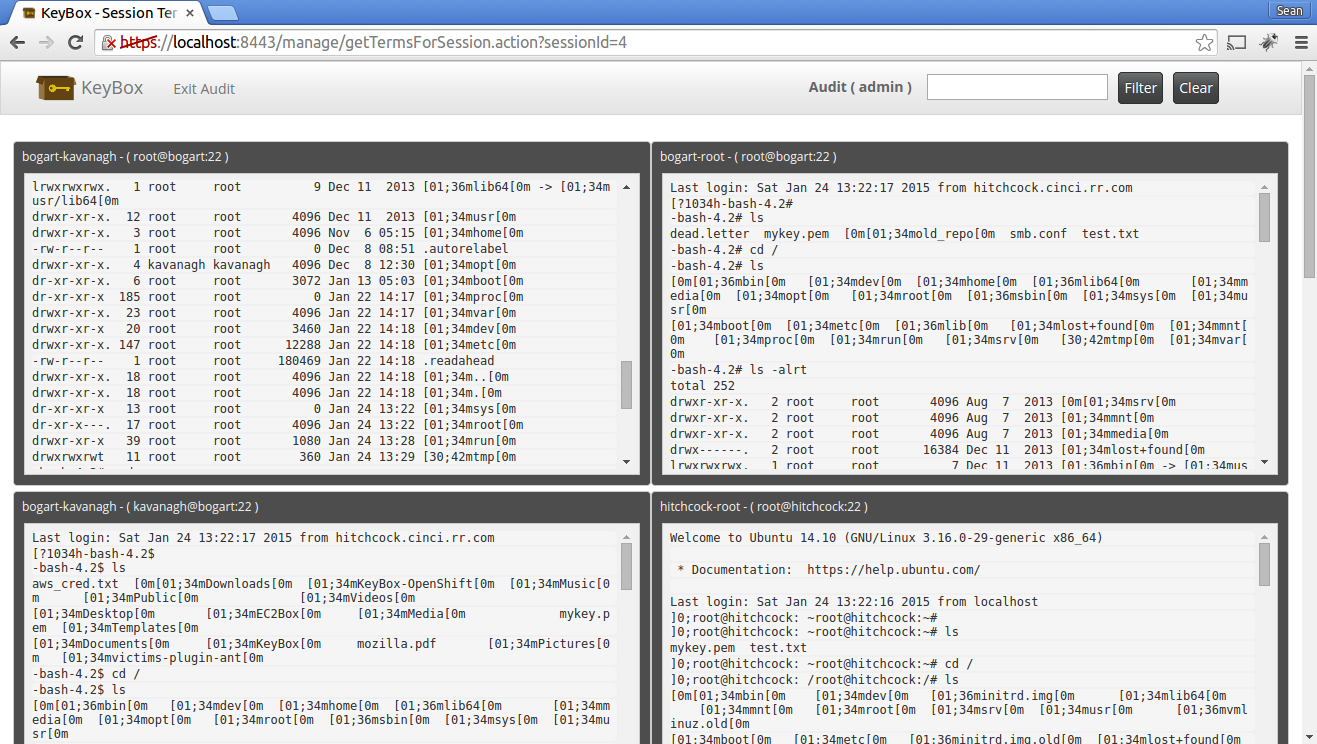 KeyBox - Session Ter
Sean
https://localhost:8443/manage/getTermsForSession.action?sessionId=4
KeyBox
Exit Audit
Audit ( admin )
Filter
Clear
bogart-kavanagh - ( root@bogart:22 )
lrwxrwxrwx.   1 root     root          9 Dec 11  2013 [01;36mlib64[0m -> [01;34m
usr/lib64[0m
drwxr-xr-x.  12 root     root       4096 Dec 11  2013 [01;34musr[0m
drwxr-xr-x.   3 root     root       4096 Nov  6 05:15 [01;34mhome[0m
-rw-r--r--    1 root     root          0 Dec  8 08:51 .autorelabel
drwxr-xr-x.   4 kavanagh kavanagh   4096 Dec  8 12:30 [01;34mopt[0m
dr-xr-xr-x.   6 root     root       3072 Jan 13 05:03 [01;34mboot[0m
dr-xr-xr-x  185 root     root          0 Jan 22 14:17 [01;34mproc[0m
drwxr-xr-x.  23 root     root       4096 Jan 22 14:17 [01;34mvar[0m
drwxr-xr-x   20 root     root       3460 Jan 22 14:18 [01;34mdev[0m
drwxr-xr-x. 147 root     root      12288 Jan 22 14:18 [01;34metc[0m
-rw-r--r--    1 root     root     180469 Jan 22 14:18 .readahead
drwxr-xr-x.  18 root     root       4096 Jan 22 14:18 [01;34m..[0m
drwxr-xr-x.  18 root     root       4096 Jan 22 14:18 [01;34m.[0m
dr-xr-xr-x   13 root     root          0 Jan 24 13:22 [01;34msys[0m
dr-xr-x---.  17 root     root       4096 Jan 24 13:22 [01;34mroot[0m
drwxr-xr-x   39 root     root       1080 Jan 24 13:28 [01;34mrun[0m
drwxrwxrwt   11 root     root        360 Jan 24 13:29 [30;42mtmp[0m
bogart-root - ( root@bogart:22 )
Last login: Sat Jan 24 13:22:17 2015 from hitchcock.cinci.rr.com
[?1034h-bash-4.2#
-bash-4.2# ls
dead.letter  mykey.pem  [0m[01;34mold_repo[0m  smb.conf  test.txt
-bash-4.2# cd /
-bash-4.2# ls
[0m[01;36mbin[0m   [01;34mdev[0m  [01;34mhome[0m  [01;36mlib64[0m       [01;34mm
edia[0m  [01;34mopt[0m   [01;34mroot[0m  [01;36msbin[0m  [01;34msys[0m  [01;34mu
sr[0m
[01;34mboot[0m  [01;34metc[0m  [01;36mlib[0m   [01;34mlost+found[0m  [01;34mmnt[
0m    [01;34mproc[0m  [01;34mrun[0m   [01;34msrv[0m  [30;42mtmp[0m  [01;34mvar[
0m
-bash-4.2# ls -alrt
total 252
drwxr-xr-x.   2 root     root       4096 Aug  7  2013 [0m[01;34msrv[0m
drwxr-xr-x.   2 root     root       4096 Aug  7  2013 [01;34mmnt[0m
drwxr-xr-x.   2 root     root       4096 Aug  7  2013 [01;34mmedia[0m
drwx------.   2 root     root      16384 Dec 11  2013 [01;34mlost+found[0m
lrwxrwxrwx.   1 root     root          7 Dec 11  2013 [01;36mbin[0m -> [01;34mus
bogart-kavanagh - ( kavanagh@bogart:22 )
Last login: Sat Jan 24 13:22:17 2015 from hitchcock.cinci.rr.com
[?1034h-bash-4.2$
-bash-4.2$ ls
aws_cred.txt  [0m[01;34mDownloads[0m  [01;34mKeyBox-OpenShift[0m  [01;34mMusic[0
m      [01;34mPublic[0m              [01;34mVideos[0m
[01;34mDesktop[0m       [01;34mEC2Box[0m     [01;34mMedia[0m             mykey.p
em  [01;34mTemplates[0m
[01;34mDocuments[0m     [01;34mKeyBox[0m     mozilla.pdf       [01;34mPictures[0
m   [01;34mvictims-plugin-ant[0m
-bash-4.2$ cd /
-bash-4.2$ ls
[0m[01;36mbin[0m   [01;34mdev[0m  [01;34mhome[0m  [01;36mlib64[0m       [01;34mm
edia[0m  [01;34mopt[0m   [01;34mroot[0m  [01;36msbin[0m  [01;34msys[0m  [01;34mu
sr[0m
hitchcock-root - ( root@hitchcock:22 )
Welcome to Ubuntu 14.10 (GNU/Linux 3.16.0-29-generic x86_64)
 * Documentation:  https://help.ubuntu.com/
Last login: Sat Jan 24 13:22:16 2015 from localhost
]0;root@hitchcock: ~root@hitchcock:~#
]0;root@hitchcock: ~root@hitchcock:~# ls
mykey.pem  test.txt
]0;root@hitchcock: ~root@hitchcock:~# cd /
]0;root@hitchcock: /root@hitchcock:/# ls
[0m[01;34mbin[0m    [01;34mdev[0m   [01;36minitrd.img[0m      [01;34mlib64[0m
    [01;34mmnt[0m   [01;34mroot[0m  [01;34msrv[0m  [01;34musr[0m      [01;36mvml
inuz.old[0m
[01;34mboot[0m   [01;34metc[0m   [01;36minitrd.img.old[0m  [01;34mlost+found[0m